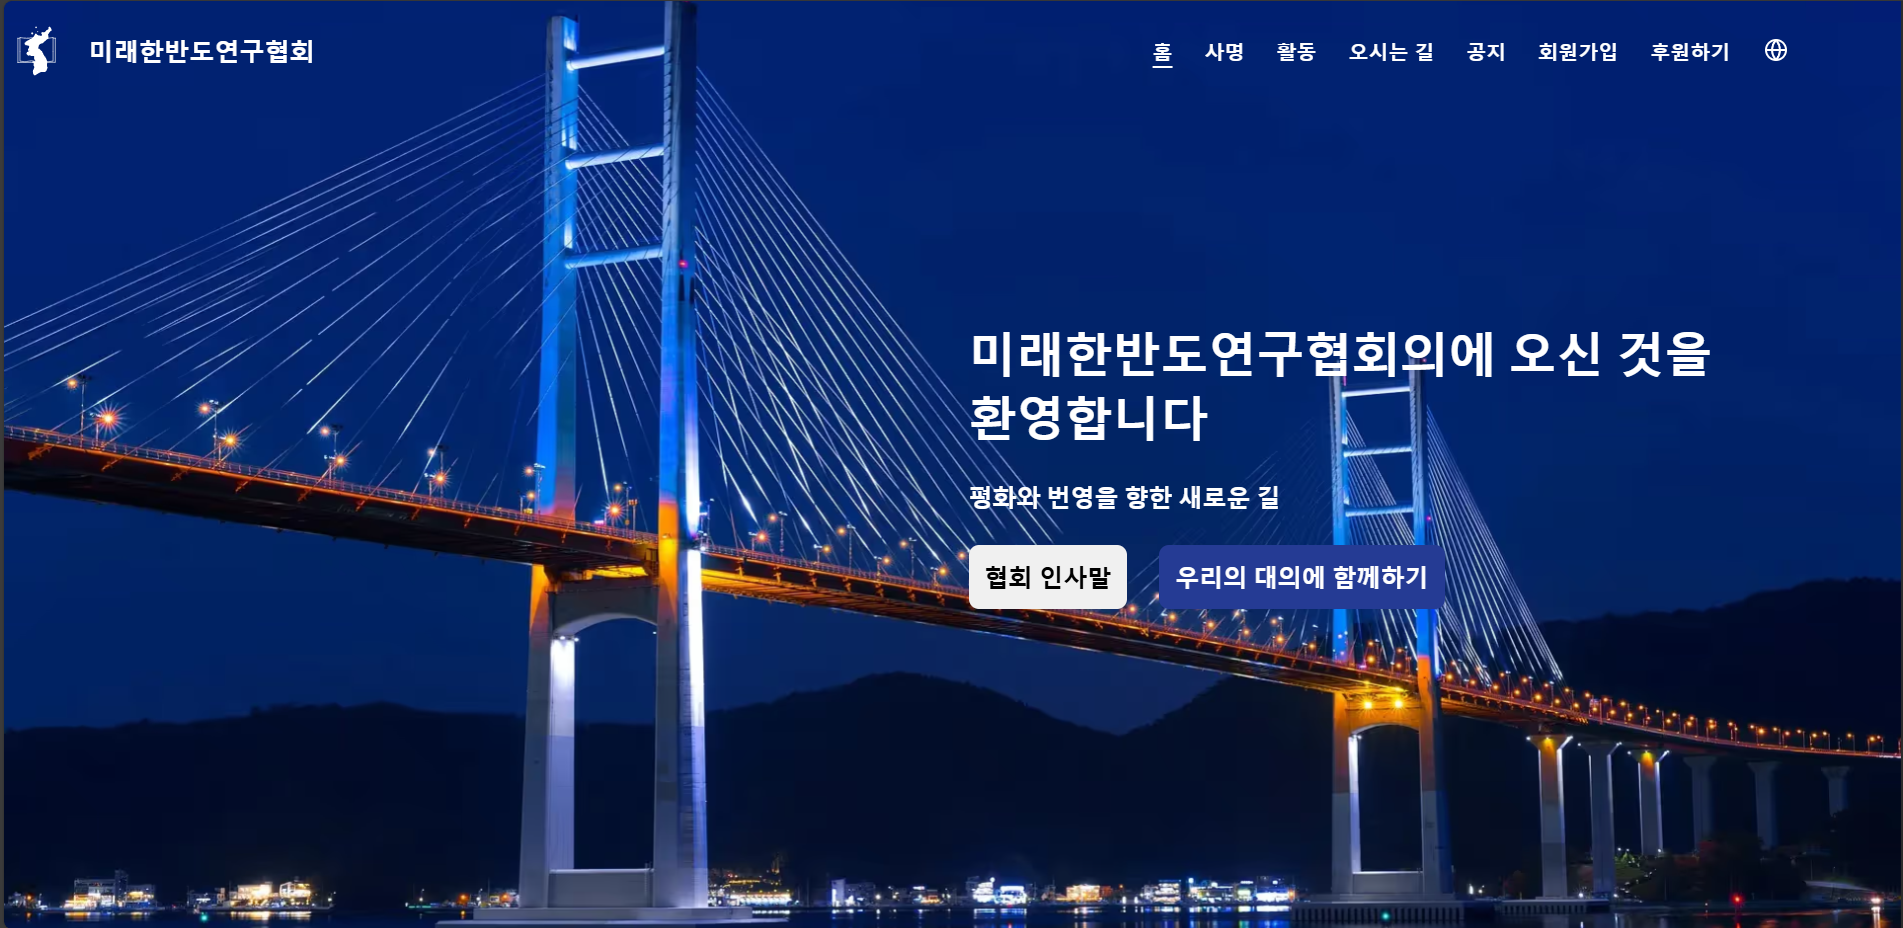 미래한반도연구협회
홈 사명 활동 오시는 길 공지 회원가입 후원하기
미래한반도연구협회의에 오신 것을
환영합니다
평화와 번영을 향한 새로운 길
협회 인사말 우리의 대의에 함께하기